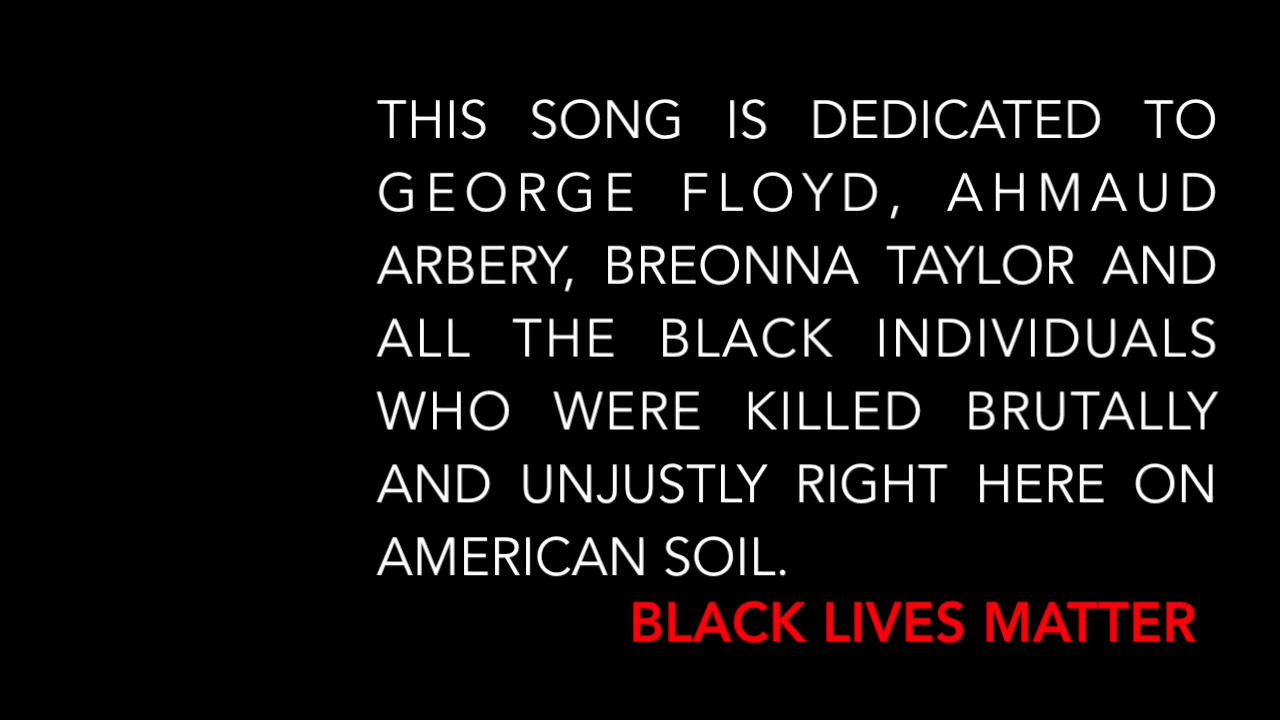 THIS SONG IS DEDICATED TO
GEORGE FLOYD, AHMAUD
ARBERY, BREONNA TAYLOR AND
ALL THE BLACK INDIVIDUALS
WHO WERE KILLED BRUTALLY
AND UNJUSTLY RIGHT HERE ON
AMERICAN SOIL.
BLACK LIVES MATTER